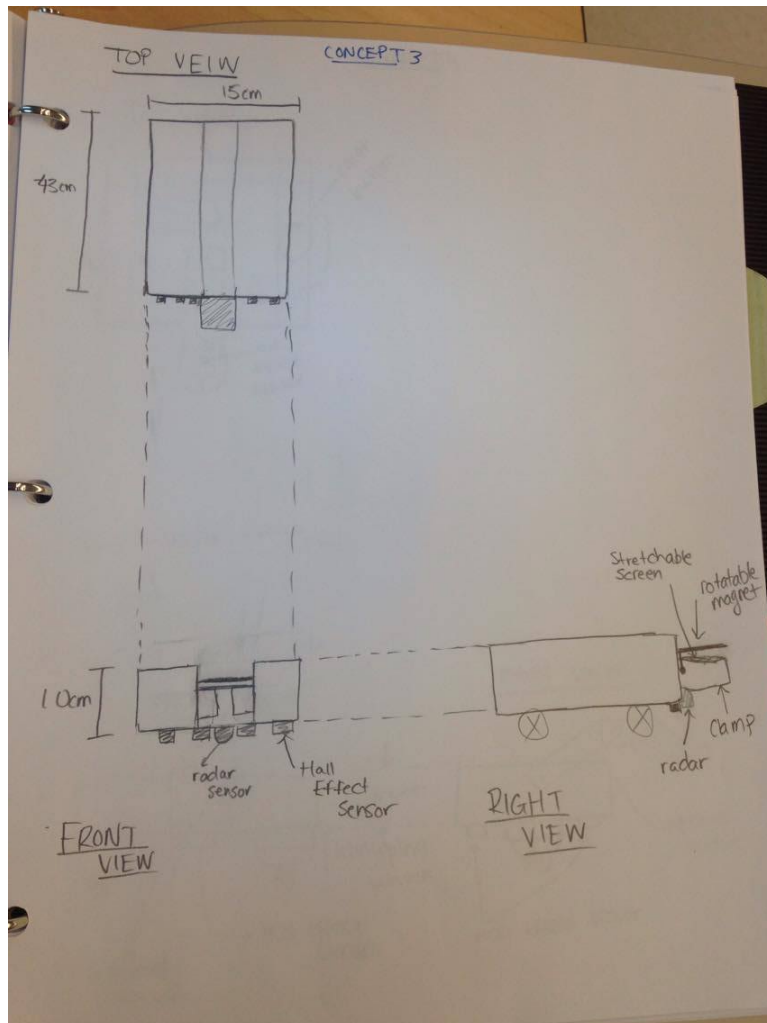 TOP VEIW
CONCEPT 3
15cm
43cm
Stretchable
Screen
rotatable
magnet
10cm
radar
sensor
Hall
Effect
Sensor
radar
Clamp
FRONT
VIEW
RIGHT
VIEW